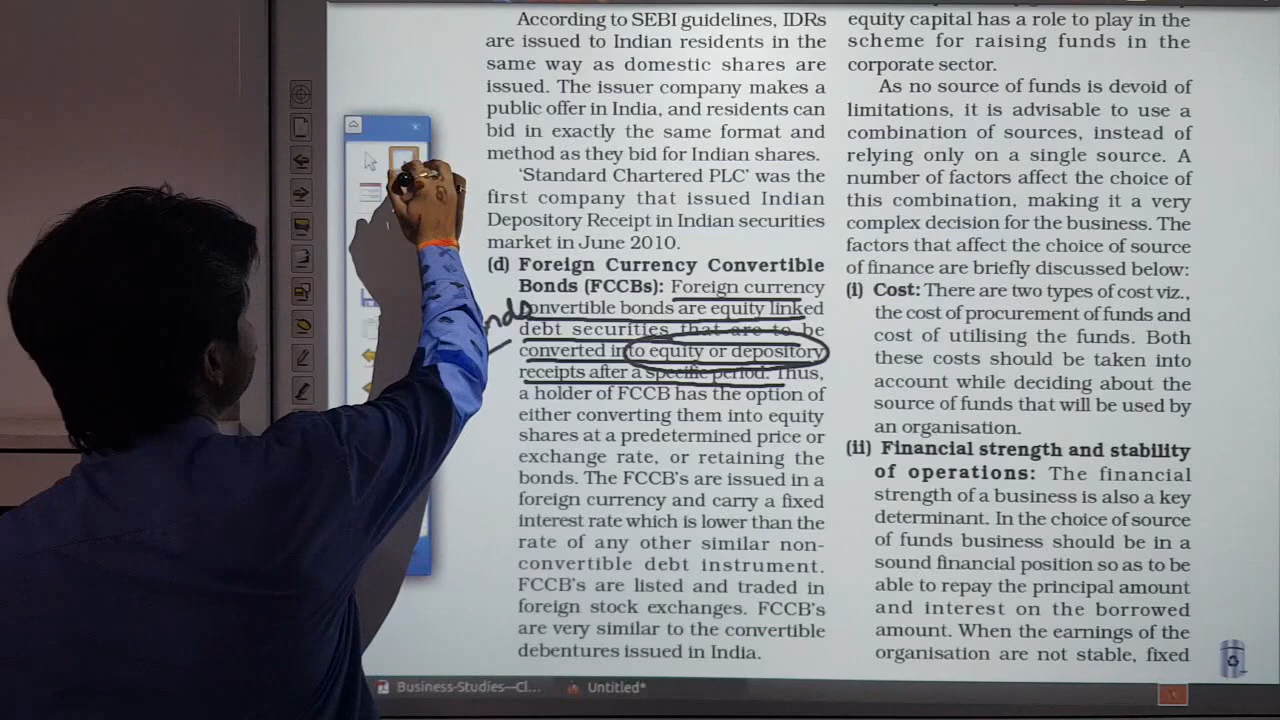 According to SEBI guidelines, IDRs
are issued to Indian residents in the
same way as domestic shares are
issued. The issuer company makes a
public offer in India, and residents can
bid in exactly the same format and
method as they bid for Indian shares.
'Standard Chartered PLC' was the
first company that issued Indian
Depository Receipt in Indian securities
market in June 2010.
(d) Foreign Currency Convertible
Bonds (FCCBs): Foreign currency
convertible bonds are equity linked
debt securities that are to be
converted into equity or depository
receipts after a specific period. Thus,
a holder of FCCB has the option of
either converting them into equity
shares at a predetermined price or
exchange rate, or retaining the
bonds. The FCCB's are issued in a
foreign currency and carry a fixed
interest rate which is lower than the
rate of any other similar non-
convertible debt instrument.
FCCB's are listed and traded in
foreign stock exchanges. FCCB's
are very similar to the convertible
debentures issued in India.
equity capital has a role to play in the
scheme for raising funds in the
corporate sector.
As no source of funds is devoid of
limitations, it is advisable to use a
combination of sources, instead of
relying only on a single source. A
number of factors affect the choice of
this combination, making it a very
complex decision for the business. The
factors that affect the choice of source
of finance are briefly discussed below:
(i) Cost: There are two types of cost viz.,
the cost of procurement of funds and
cost of utilising the funds. Both
these costs should be taken into
account while deciding about the
source of funds that will be used by
an organisation.
(ii) Financial strength and stability
of operations: The financial
strength of a business is also a key
determinant. In the choice of source
of funds business should be in a
sound financial position so as to be
able to repay the principal amount
and interest on the borrowed
amount. When the earnings of the
organisation are not stable, fixed
Business-Studies—Cl...
Untitled*